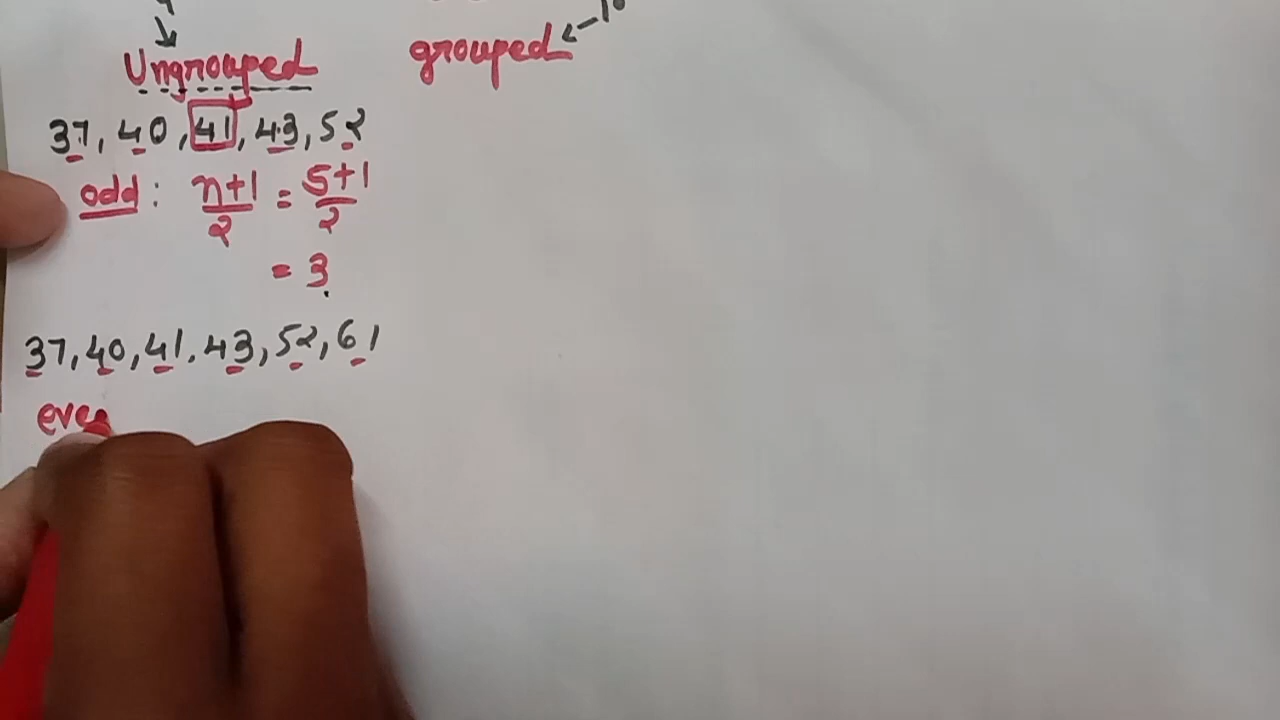 Ungrouped
grouped
37, 40, 41, 43, 52
odd: n+1/2 = 5+1/2
= 3
37, 40, 41, 43, 52, 61
even